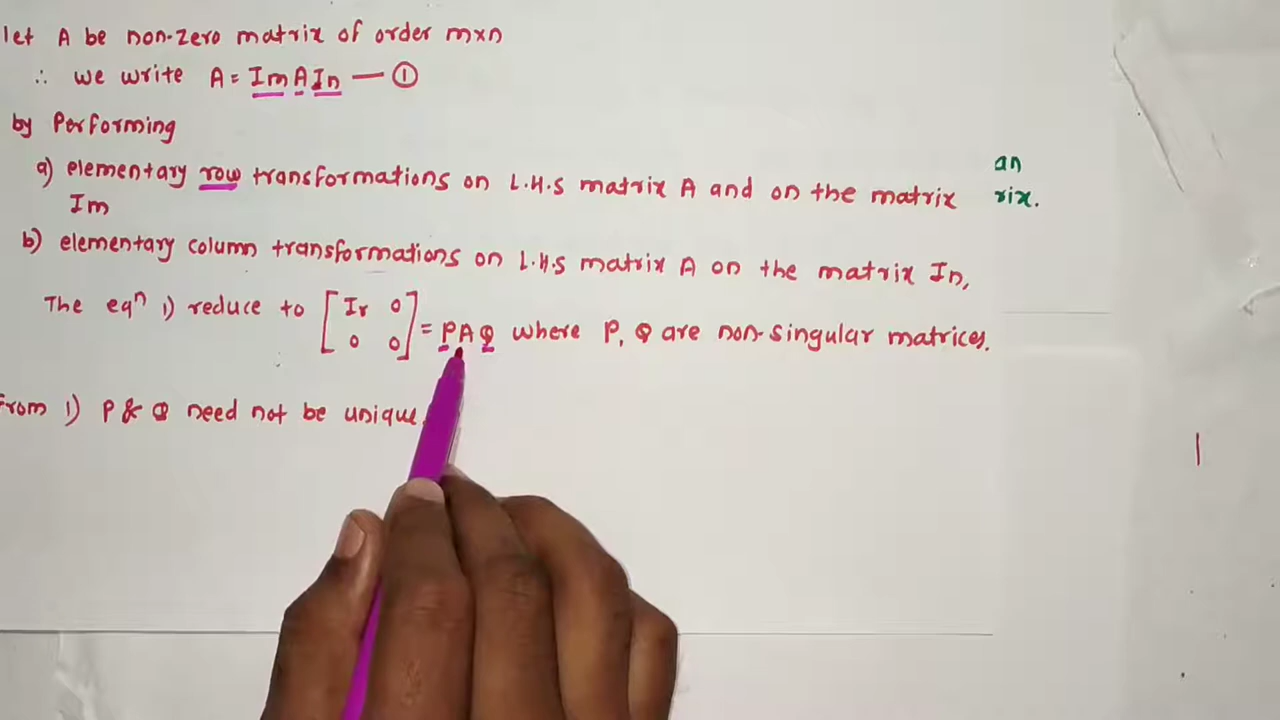 let A be non-zero matrix of order m×n
∴ we write A = Im A In — ①
by Performing
a) elementary row transformations on L.H.S matrix A and on the matrix
Im
b) elementary column transformations on L.H.S matrix A on the matrix In,
The eqⁿ 1) reduce to [Ir 0
0 0] = PAQ where P, Q are non-singular matrices.
From 1) P & Q need not be unique.
an
rix.